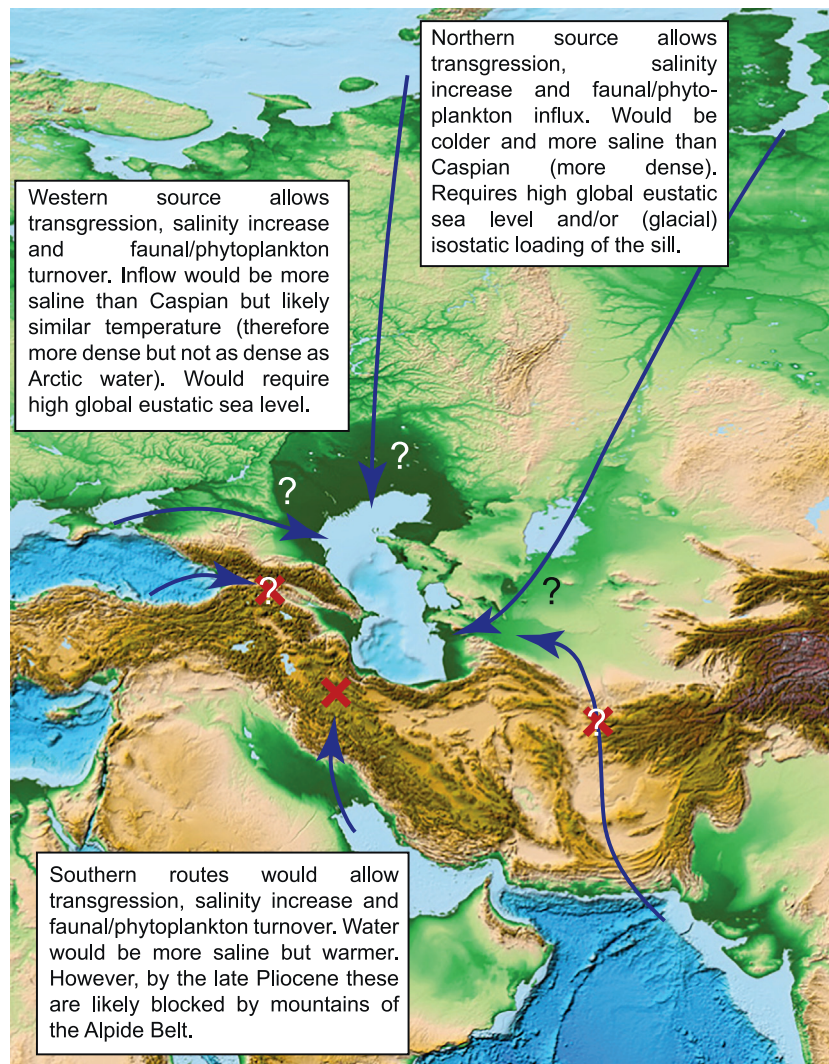 Northern source allows
transgression, salinity
increase and faunal/phyto-
plankton influx. Would be
colder and more saline than
Caspian (more dense).
Requires high global eustatic
sea level and/or (glacial)
isostatic loading of the sill.
Western source allows
transgression, salinity increase
and faunal/phytoplankton
turnover. Inflow would be more
saline than Caspian but likely
similar temperature (therefore
more dense but not as dense as
Arctic water). Would require
high global eustatic sea level.
?
?
?
?
?
Southern routes would allow
transgression, salinity increase and
faunal/phytoplankton turnover. Water
would be more saline but warmer.
However, by the late Pliocene these
are likely blocked by mountains of
the Alpide Belt.